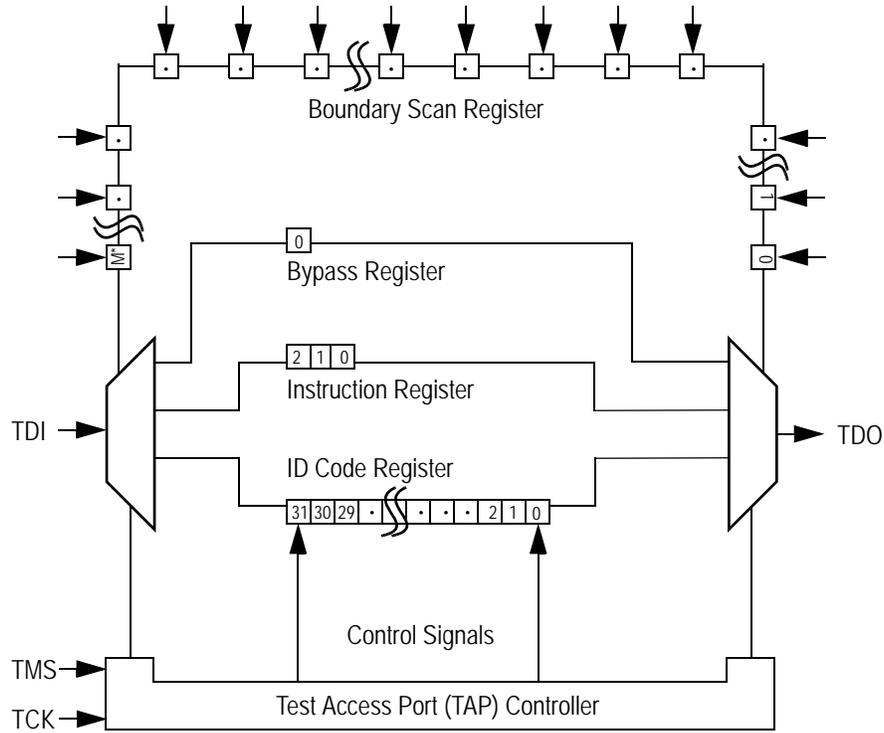 Boundary Scan Register
1
M*
0
0
Bypass Register
2 1 0
Instruction Register
TDI
TDO
ID Code Register
31 30 29 · · · · 2 1 0
Control Signals
TMS
Test Access Port (TAP) Controller
TCK